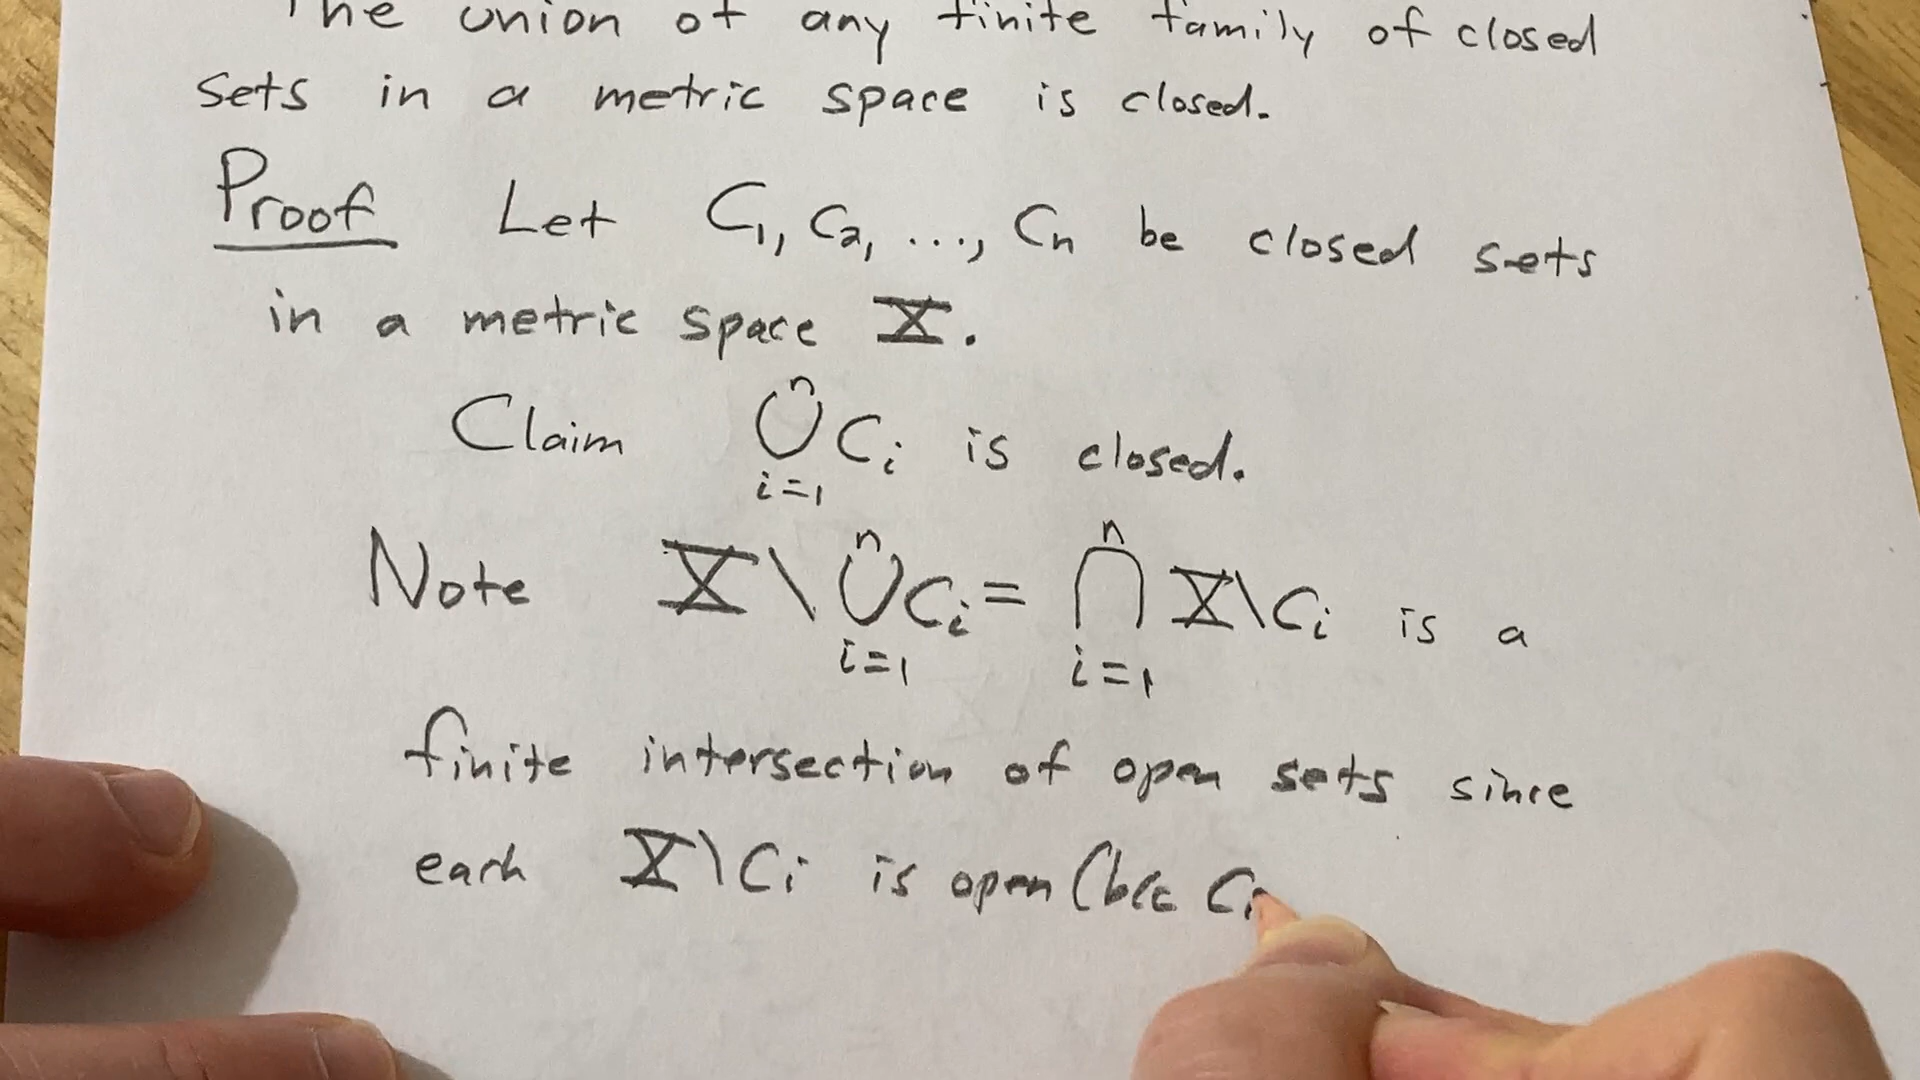 The union of any finite family of closed
sets in a metric space is closed.
Proof Let C₁, C₂, ..., Cₙ be closed sets
in a metric space X.
Claim ⋃ᵢ₌₁ⁿ Cᵢ is closed.
Note X \ ⋃ᵢ₌₁ⁿ Cᵢ = ⋂ᵢ₌₁ⁿ X \ Cᵢ is a
finite intersection of open sets since
each X \ Cᵢ is open (bcc Cᵢ